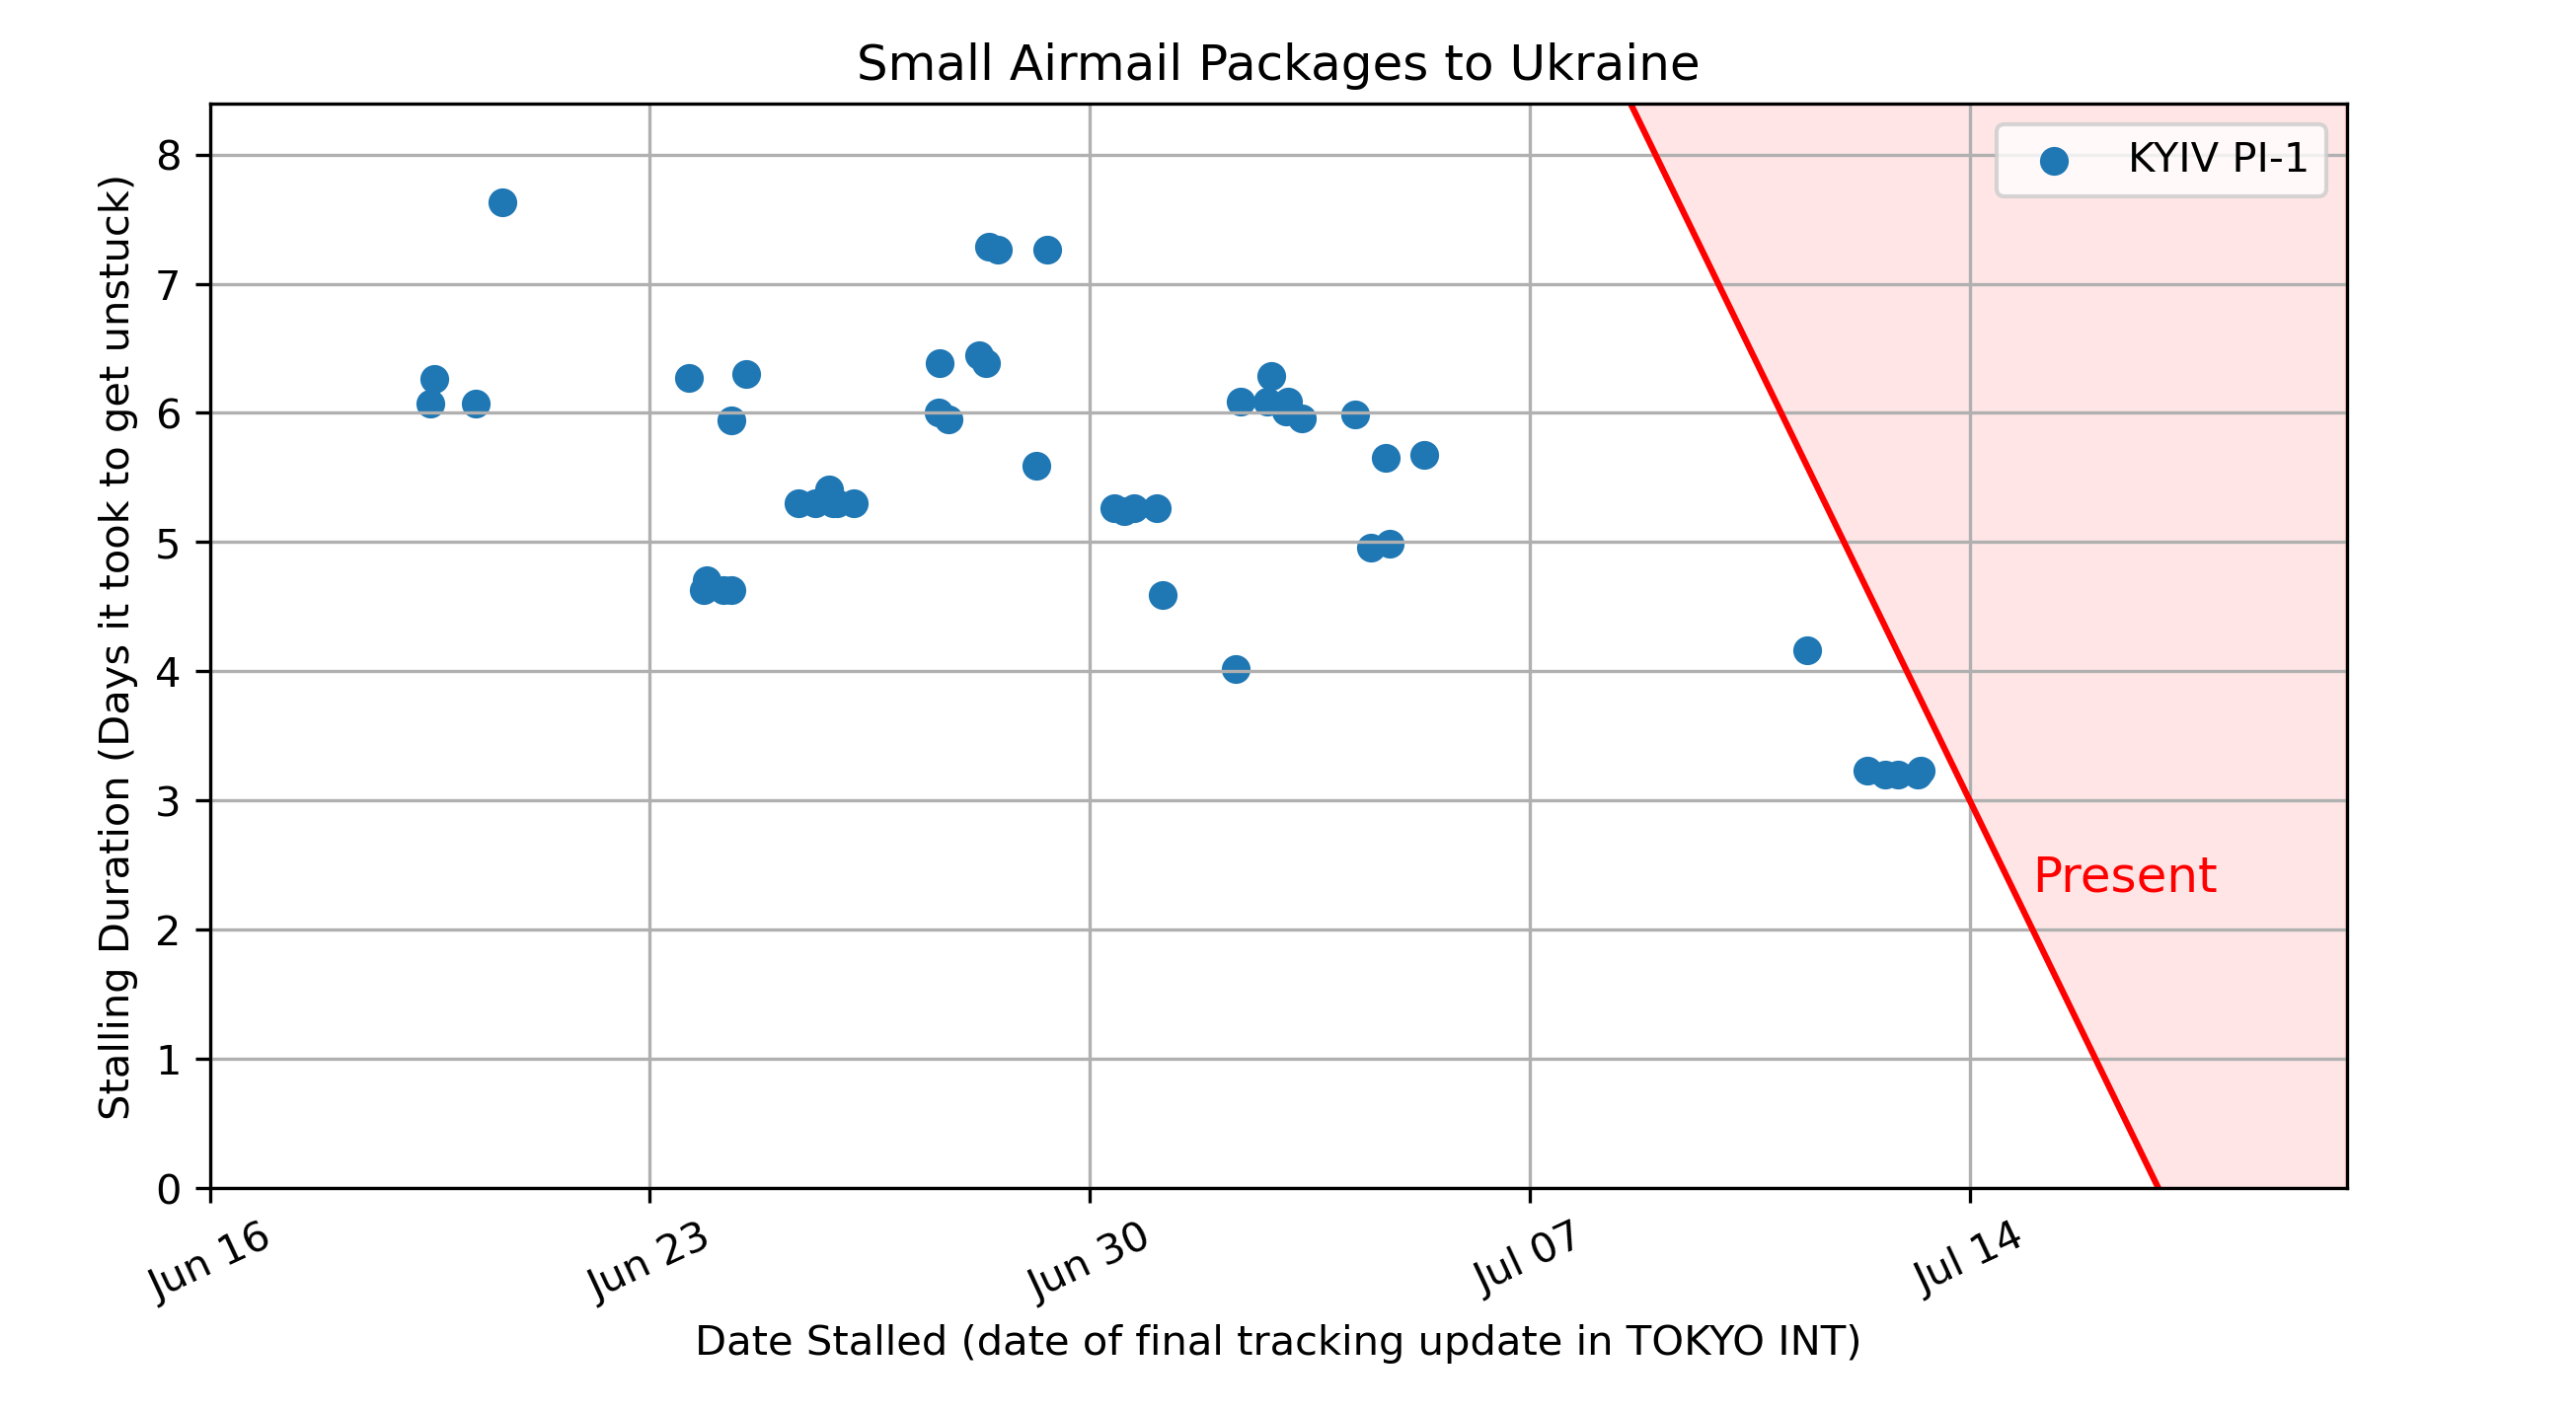 Small Airmail Packages to Ukraine
KYIV PI-1
Stalling Duration (Days it took to get unstuck)
8
7
6
5
4
3
2
1
0
Present
Jun 16
Jun 23
Jun 30
Jul 07
Jul 14
Date Stalled (date of final tracking update in TOKYO INT)